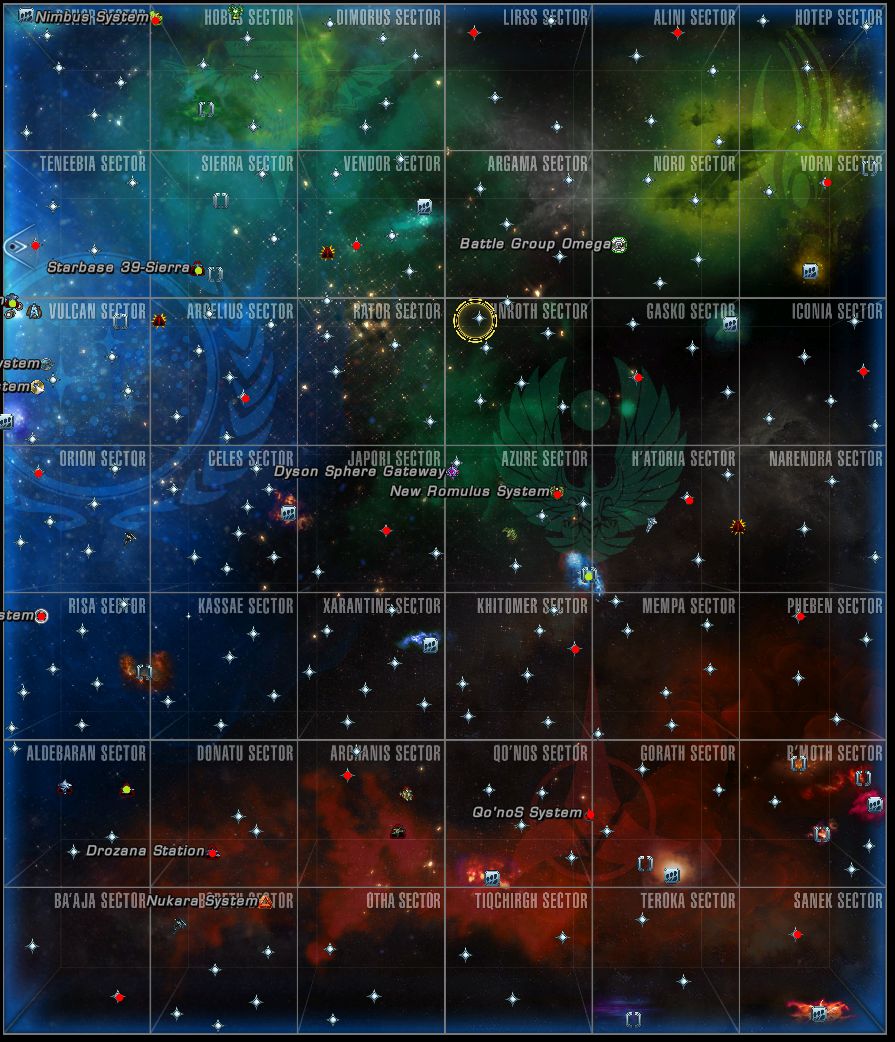 Nimbus System
HOBUS SECTOR
DIMORUS SECTOR
LIRSS SECTOR
ALINI SECTOR
HOTEP SECTOR
TENEEBIA SECTOR
SIERRA SECTOR
VENDOR SECTOR
ARGAMA SECTOR
NORO SECTOR
VORN SECTOR
Battle Group Omega
Starbase 39-Sierra
VULCAN SECTOR
ARGELIUS SECTOR
RATOR SECTOR
UNROTH SECTOR
GASKO SECTOR
ICONIA SECTOR
ystem
stem
ORION SECTOR
CELES SECTOR
JAPORI SECTOR
AZURE SECTOR
H'ATORIA SECTOR
NARENDRA SECTOR
Dyson Sphere Gateway
New Romulus System
RISA SECTOR
KASSAE SECTOR
XARANTINE SECTOR
KHITOMER SECTOR
MEMPA SECTOR
PHEBEN SECTOR
stem
ALDEBARAN SECTOR
DONATU SECTOR
ARCHANIS SECTOR
QO'NOS SECTOR
GORATH SECTOR
B'MOTH SECTOR
Qo'noS System
Drozana Station
BA'AJA SECTOR
Nukara System
SECTOR
OTHA SECTOR
TIQCHIRGH SECTOR
TEROKA SECTOR
SANEK SECTOR